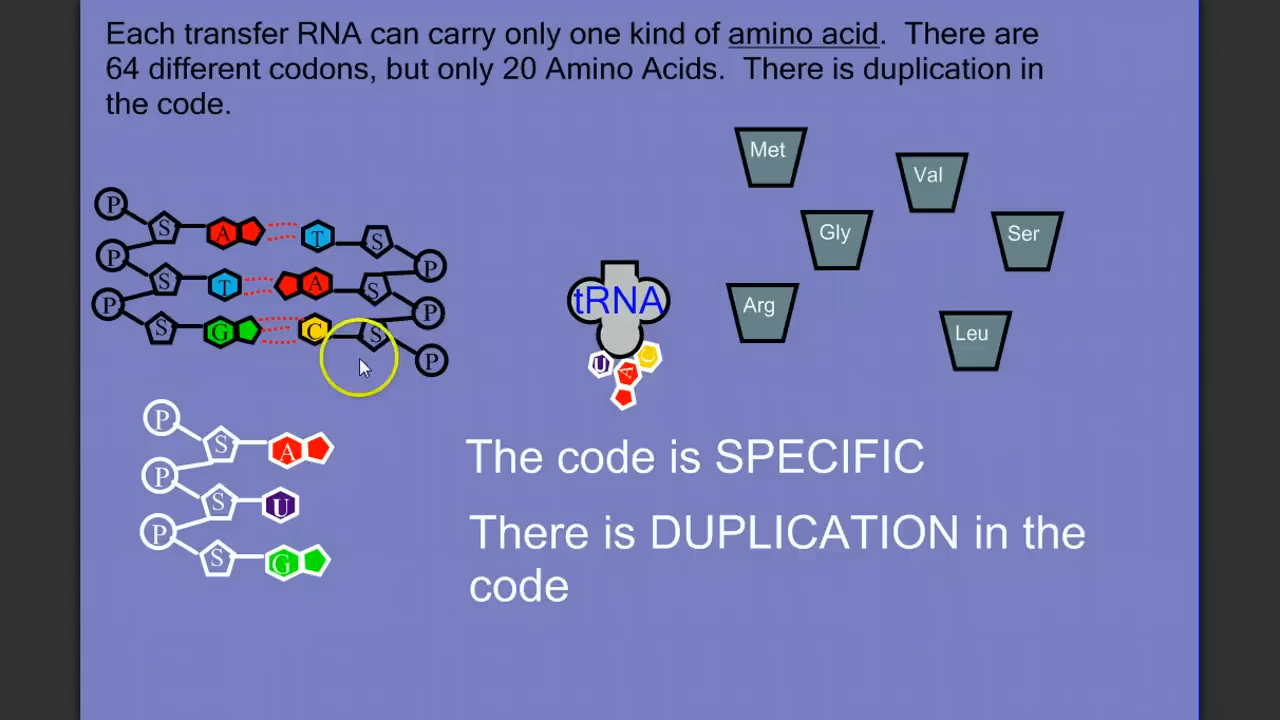 Each transfer RNA can carry only one kind of amino acid. There are
64 different codons, but only 20 Amino Acids. There is duplication in
the code.
Met
Val
Gly
Ser
Arg
Leu
P
S A T S
P P
S T A S
P P
S G C S
P
tRNA
U A C
P
S A
P
S U
P
S G
The code is SPECIFIC
There is DUPLICATION in the
code